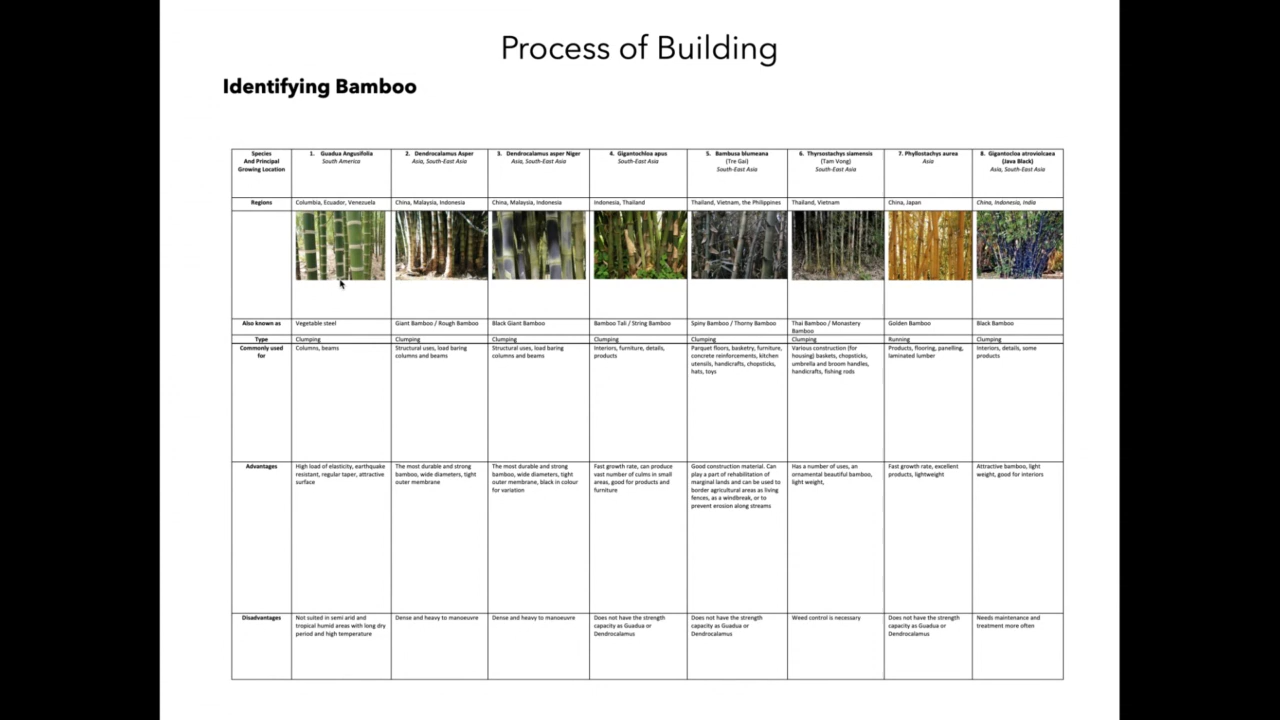 Process of Building
Identifying Bamboo
Species
And Principal
Growing Location
1. Guadua Angusifolia
South America
2. Dendrocalamus Asper
Asia, South-East Asia
3. Dendrocalamus asper Niger
Asia, South-East Asia
4. Gigantochloa apus
South-East Asia
5. Bambusa blumeana
(Tre Gai)
South-East Asia
6. Thyrsostachys siamensis
(Tam Vong)
South-East Asia
7. Phyllostachys aurea
Asia
8. Gigantocloa atroviolcaea
(Java Black)
Asia, South-East Asia
Regions
Columbia, Ecuador, Venezuela
China, Malaysia, Indonesia
China, Malaysia, Indonesia
Indonesia, Thailand
Thailand, Vietnam, the Philippines
Thailand, Vietnam
China, Japan
China, Indonesia, India
Also known as
Vegetable steel
Giant Bamboo / Rough Bamboo
Black Giant Bamboo
Bamboo Tali / String Bamboo
Spiny Bamboo / Thorny Bamboo
Thai Bamboo / Monastery
Bamboo
Golden Bamboo
Black Bamboo
Type
Clumping
Clumping
Clumping
Clumping
Clumping
Clumping
Running
Clumping
Commonly used
for
Columns, beams
Structural uses, load baring
columns and beams
Structural uses, load baring
columns and beams
Interiors, furniture, details,
products
Parquet floors, basketry, furniture,
concrete reinforcements, kitchen
utensils, handicrafts, chopsticks,
hats, toys
Various construction (for
housing) baskets, chopsticks,
umbrella and broom handles,
handicrafts, fishing rods
Products, flooring, panelling,
laminated lumber
Interiors, details, some
products
Advantages
High load of elasticity, earthquake
resistant, regular taper, attractive
surface
The most durable and strong
bamboo, wide diameters, tight
outer membrane
The most durable and strong
bamboo, wide diameters, tight
outer membrane, black in colour
for variation
Fast growth rate, can produce
vast number of culms in small
areas, good for products and
furniture
Good construction material. Can
play a part of rehabilitation of
marginal lands and can be used to
border agricultural areas as living
fences, as a windbreak, or to
prevent erosion along streams
Has a number of uses, an
ornamental beautiful bamboo,
light weight,
Fast growth rate, excellent
products, lightweight
Attractive bamboo, light
weight, good for interiors
Disadvantages
Not suited in semi arid and
tropical humid areas with long dry
period and high temperature
Dense and heavy to manoeuvre
Dense and heavy to manoeuvre
Does not have the strength
capacity as Guadua or
Dendrocalamus
Does not have the strength
capacity as Guadua or
Dendrocalamus
Weed control is necessary
Does not have the strength
capacity as Guadua or
Dendrocalamus
Needs maintenance and
treatment more often